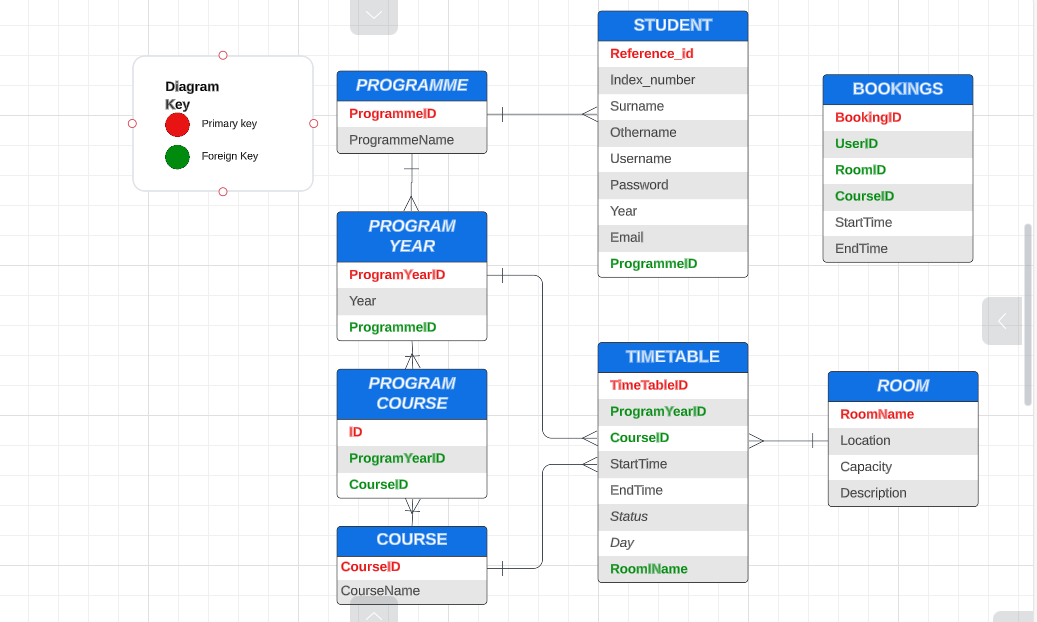 Diagram
Key
Primary key
Foreign Key
PROGRAMME
ProgrammeID
ProgrammeName
PROGRAM
YEAR
ProgramYearID
Year
ProgrammeID
PROGRAM
COURSE
ID
ProgramYearID
CourseID
COURSE
CourseID
CourseName
STUDENT
Reference_id
Index_number
Surname
Othername
Username
Password
Year
Email
ProgrammeID
TIMETABLE
TimeTableID
ProgramYearID
CourseID
StartTime
EndTime
Status
Day
RoomlName
BOOKINGS
BookingID
UserID
RoomID
CourseID
StartTime
EndTime
ROOM
RoomName
Location
Capacity
Description